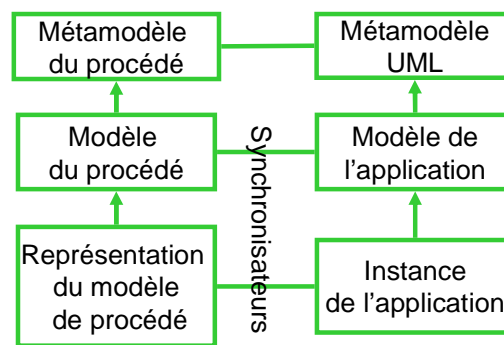 Métamodèle
du procédé
Métamodèle
UML
Modèle
du procédé
Synchronisateurs
Modèle de
l'application
Représentation
du modèle
de procédé
Instance
de l'application